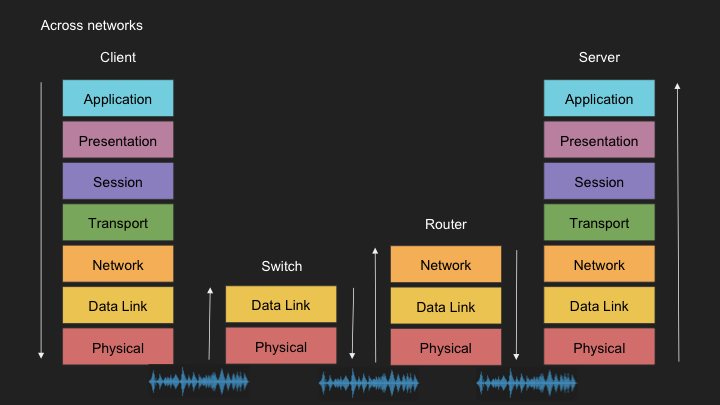 Across networks
Client
Application
Presentation
Session
Transport
Network
Data Link
Physical
Switch
Data Link
Physical
Router
Network
Data Link
Physical
Server
Application
Presentation
Session
Transport
Network
Data Link
Physical